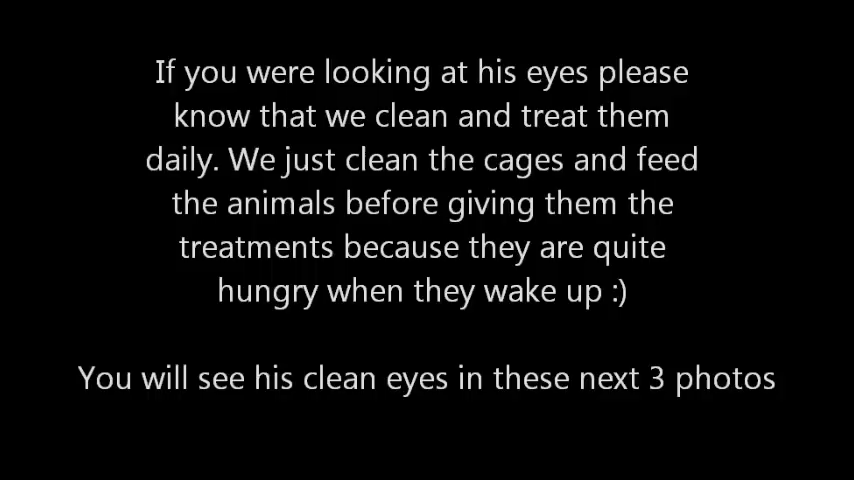 If you were looking at his eyes please
know that we clean and treat them
daily. We just clean the cages and feed
the animals before giving them the
treatments because they are quite
hungry when they wake up :)
You will see his clean eyes in these next 3 photos